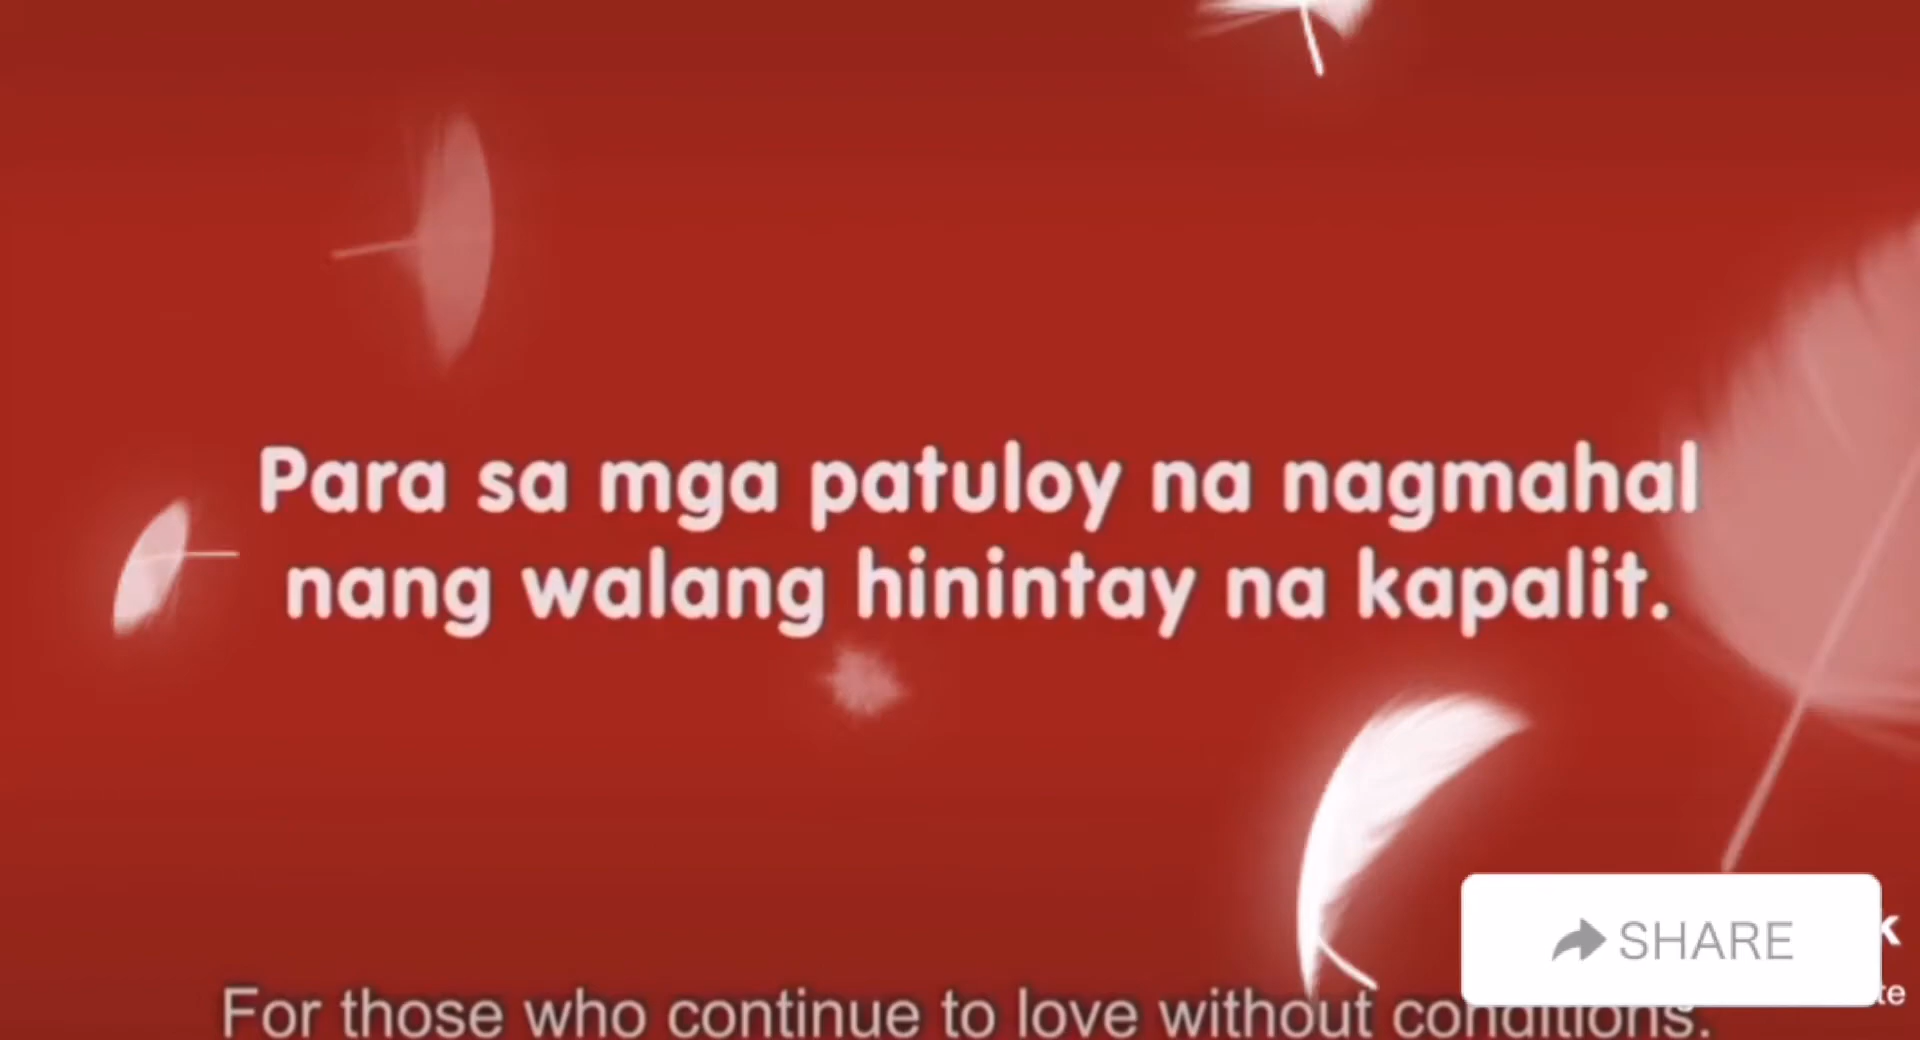 Para sa mga patuloy na nagmahal
nang walang hinintay na kapalit.
SHARE
For those who continue to love without conditions.